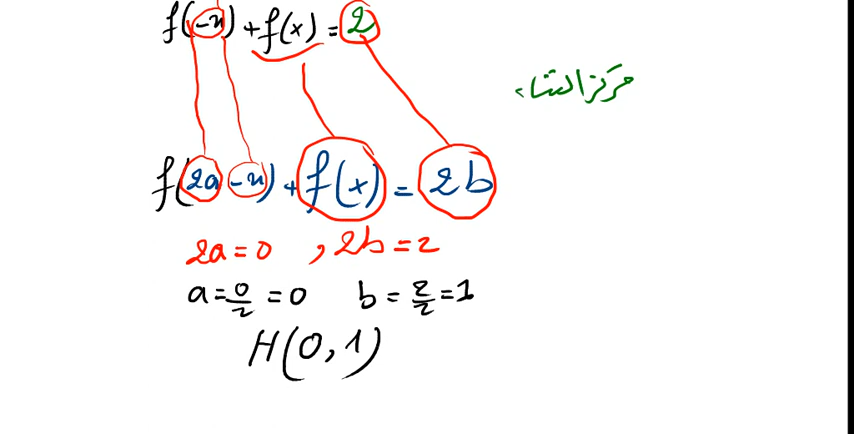 f(-x) + f(x) = 2
مركز التناظر
f(2a-x) + f(x) = 2b
2a = 0 , 2b = 2
a = 0/2 = 0 b = 2/2 = 1
H(0,1)